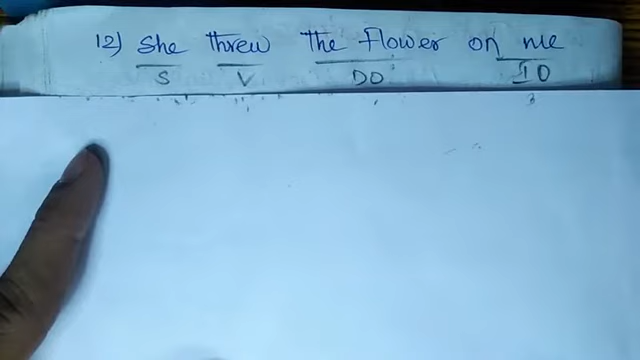 12) She threw the flower on me
S V DO IO